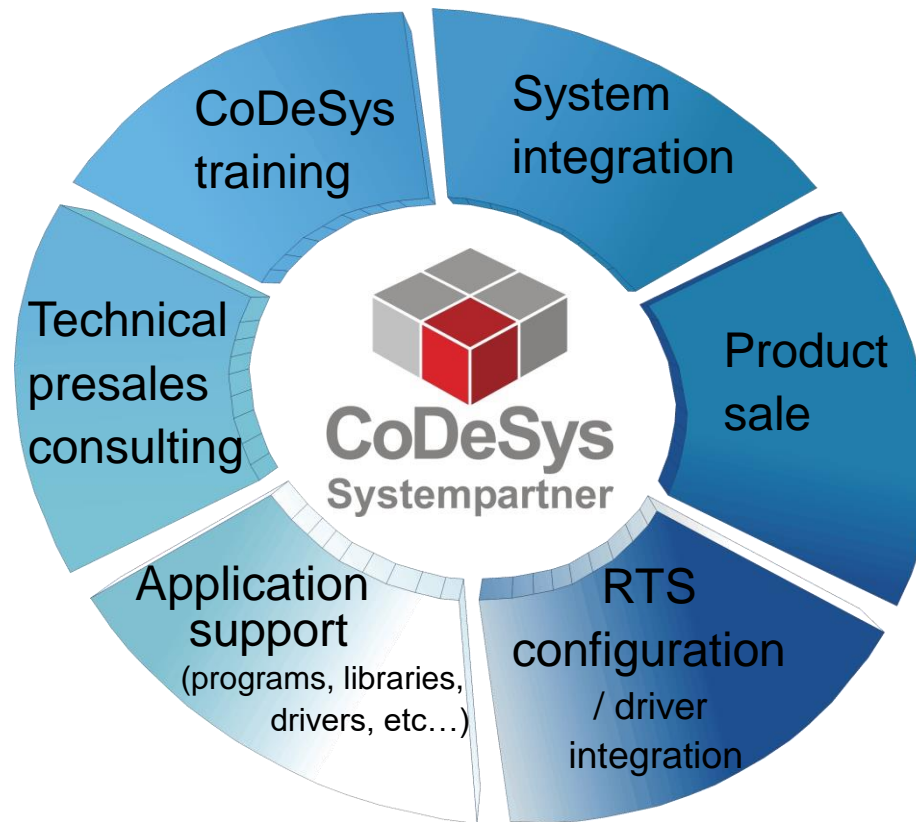 CoDeSys
training
System
integration
Technical
presales
consulting
Product
sale
CoDeSys
Systempartner
Application
support
(programs, libraries,
drivers, etc…)
RTS
configuration
/ driver
integration